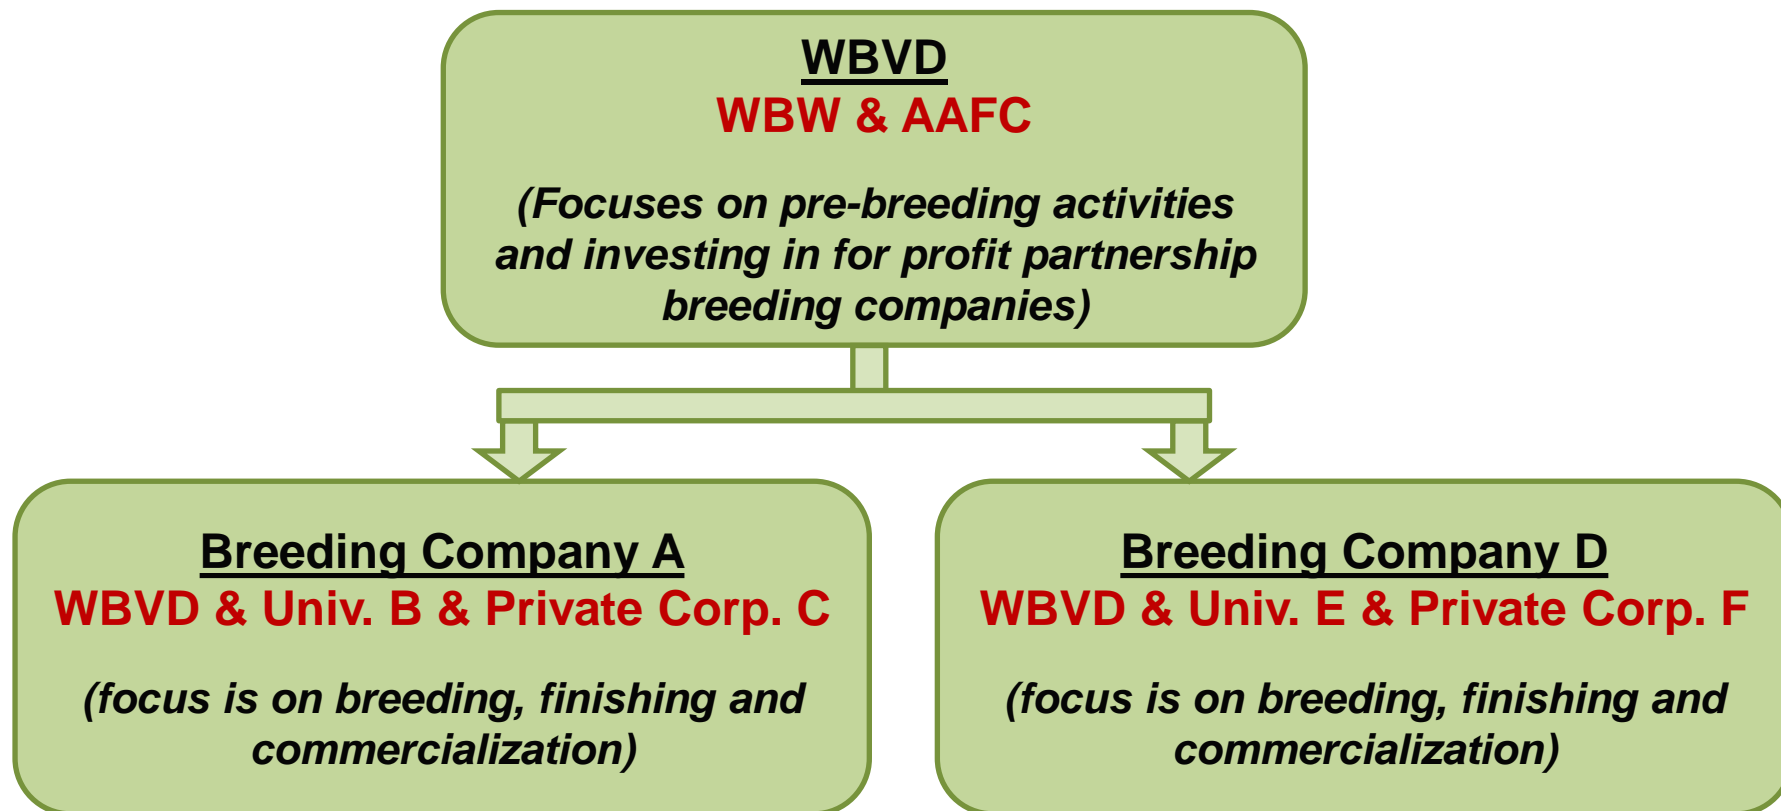 WBVD
WBW & AAFC
(Focuses on pre-breeding activities
and investing in for profit partnership
breeding companies)
Breeding Company A
WBVD & Univ. B & Private Corp. C
(focus is on breeding, finishing and
commercialization)
Breeding Company D
WBVD & Univ. E & Private Corp. F
(focus is on breeding, finishing and
commercialization)